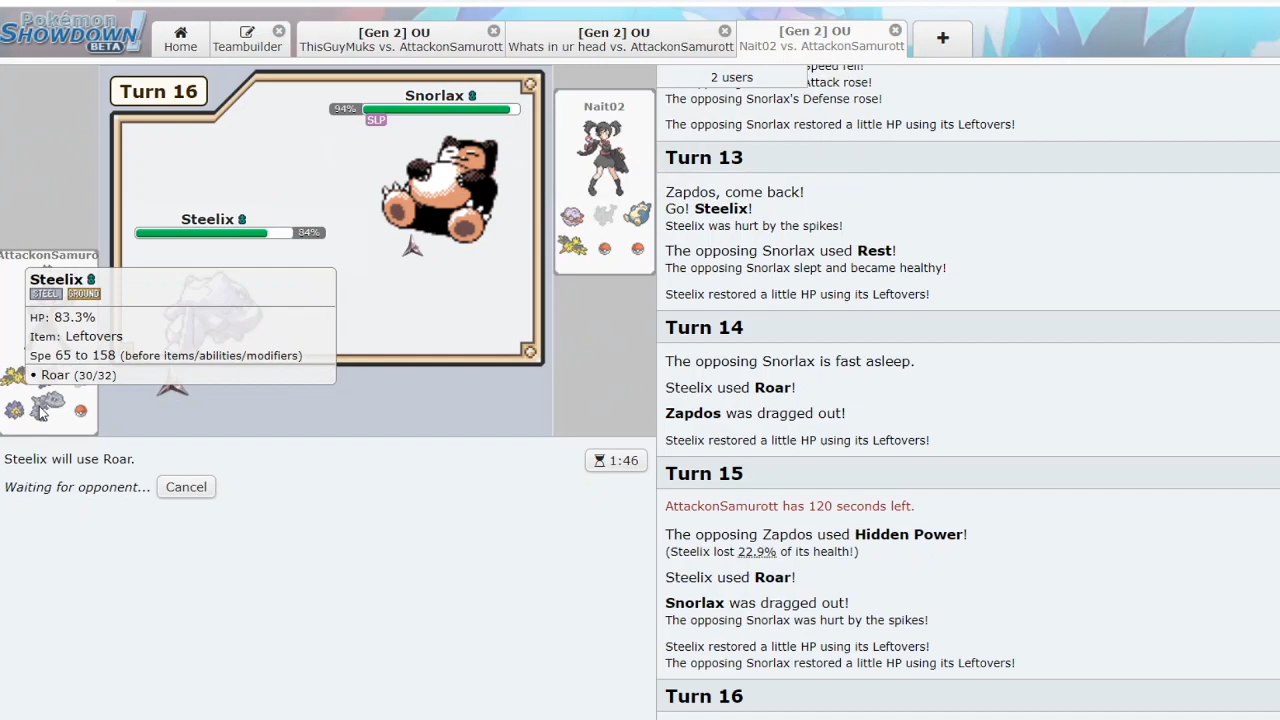 Pokémon
SHOWDOWN
BETA
Home
Teambuilder
[Gen 2] OU
ThisGuyMuks vs. AttackonSamurott
[Gen 2] OU
Whats in ur head vs. AttackonSamurott
[Gen 2] OU
Nait02 vs. AttackonSamurott
Turn 16
Snorlax
94%
SLP
Steelix
84%
Nait02
AttackonSamuro
Steelix
STEEL GROUND
HP: 83.3%
Item: Leftovers
Spe 65 to 158 (before items/abilities/modifiers)
• Roar (30/32)
Steelix will use Roar.
1:46
Waiting for opponent... Cancel
2 users
Speed fell!
Attack rose!
The opposing Snorlax's Defense rose!
The opposing Snorlax restored a little HP using its Leftovers!
Turn 13
Zapdos, come back!
Go! Steelix!
Steelix was hurt by the spikes!
The opposing Snorlax used Rest!
The opposing Snorlax slept and became healthy!
Steelix restored a little HP using its Leftovers!
Turn 14
The opposing Snorlax is fast asleep.
Steelix used Roar!
Zapdos was dragged out!
Steelix restored a little HP using its Leftovers!
Turn 15
AttackonSamurott has 120 seconds left.
The opposing Zapdos used Hidden Power!
(Steelix lost 22.9% of its health!)
Steelix used Roar!
Snorlax was dragged out!
The opposing Snorlax was hurt by the spikes!
Steelix restored a little HP using its Leftovers!
The opposing Snorlax restored a little HP using its Leftovers!
Turn 16